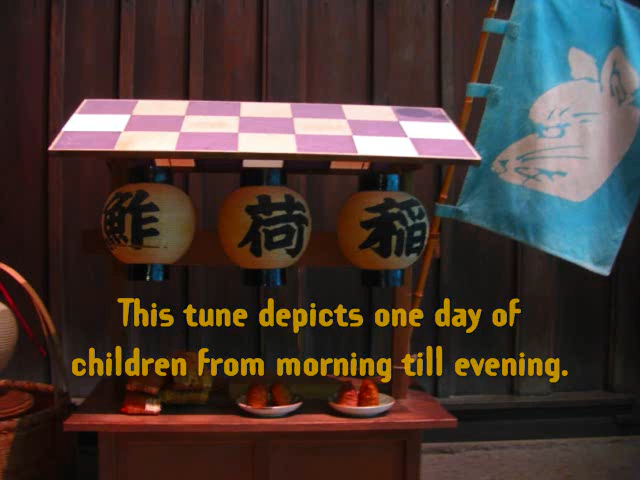 稲荷鮓
This tune depicts one day of
children from morning till evening.